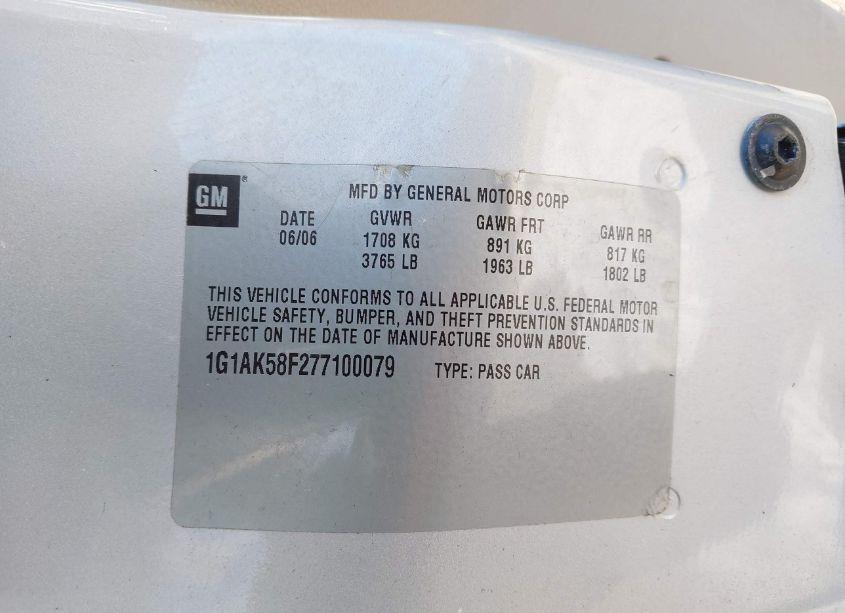 GM
MFD BY GENERAL MOTORS CORP
DATE GVWR GAWR FRT GAWR RR
06/06 1708 KG 891 KG 817 KG
3765 LB 1963 LB 1802 LB
THIS VEHICLE CONFORMS TO ALL APPLICABLE U.S. FEDERAL MOTOR
VEHICLE SAFETY, BUMPER, AND THEFT PREVENTION STANDARDS IN
EFFECT ON THE DATE OF MANUFACTURE SHOWN ABOVE.
1G1AK58F277100079 TYPE: PASS CAR